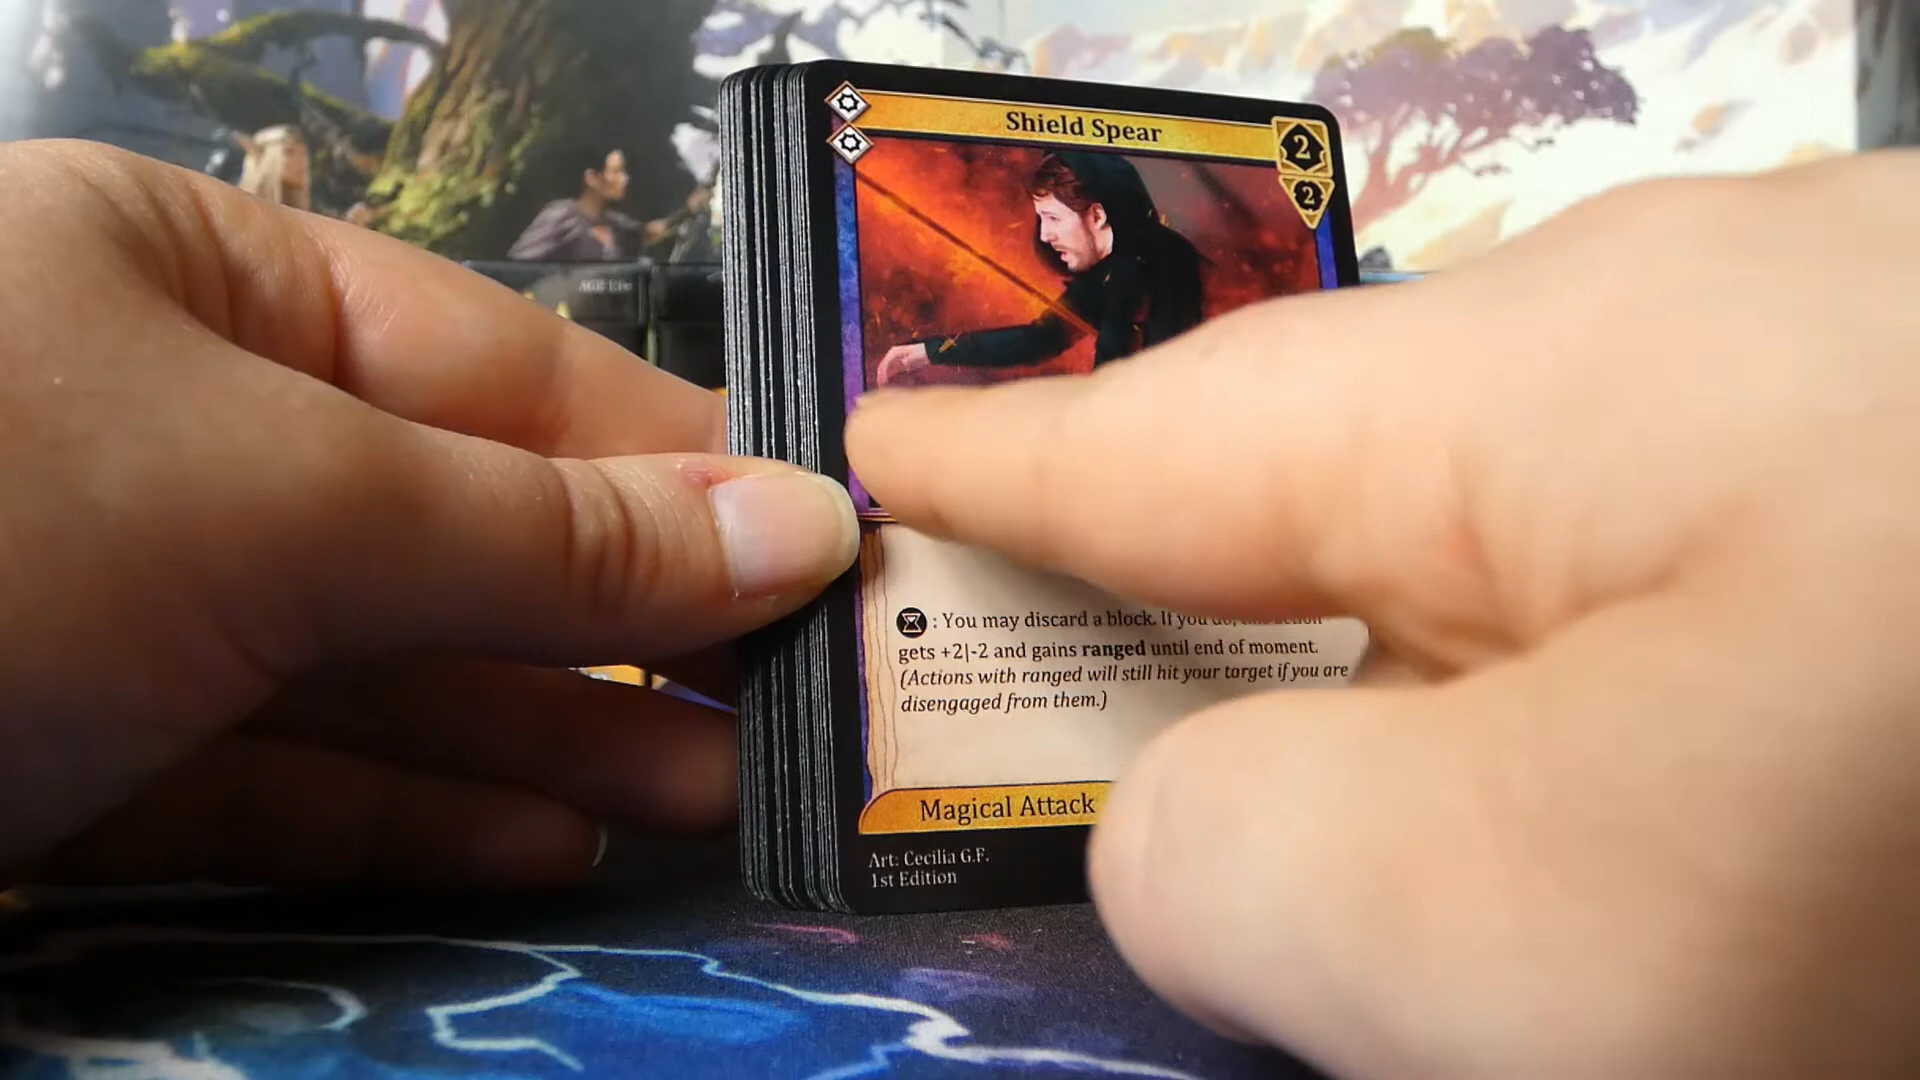 Shield Spear
2
2
: You may discard a block. If you do, this action
gets +2|-2 and gains ranged until end of moment.
(Actions with ranged will still hit your target if you are
disengaged from them.)
Magical Attack
Art: Cecilia G.F.
1st Edition